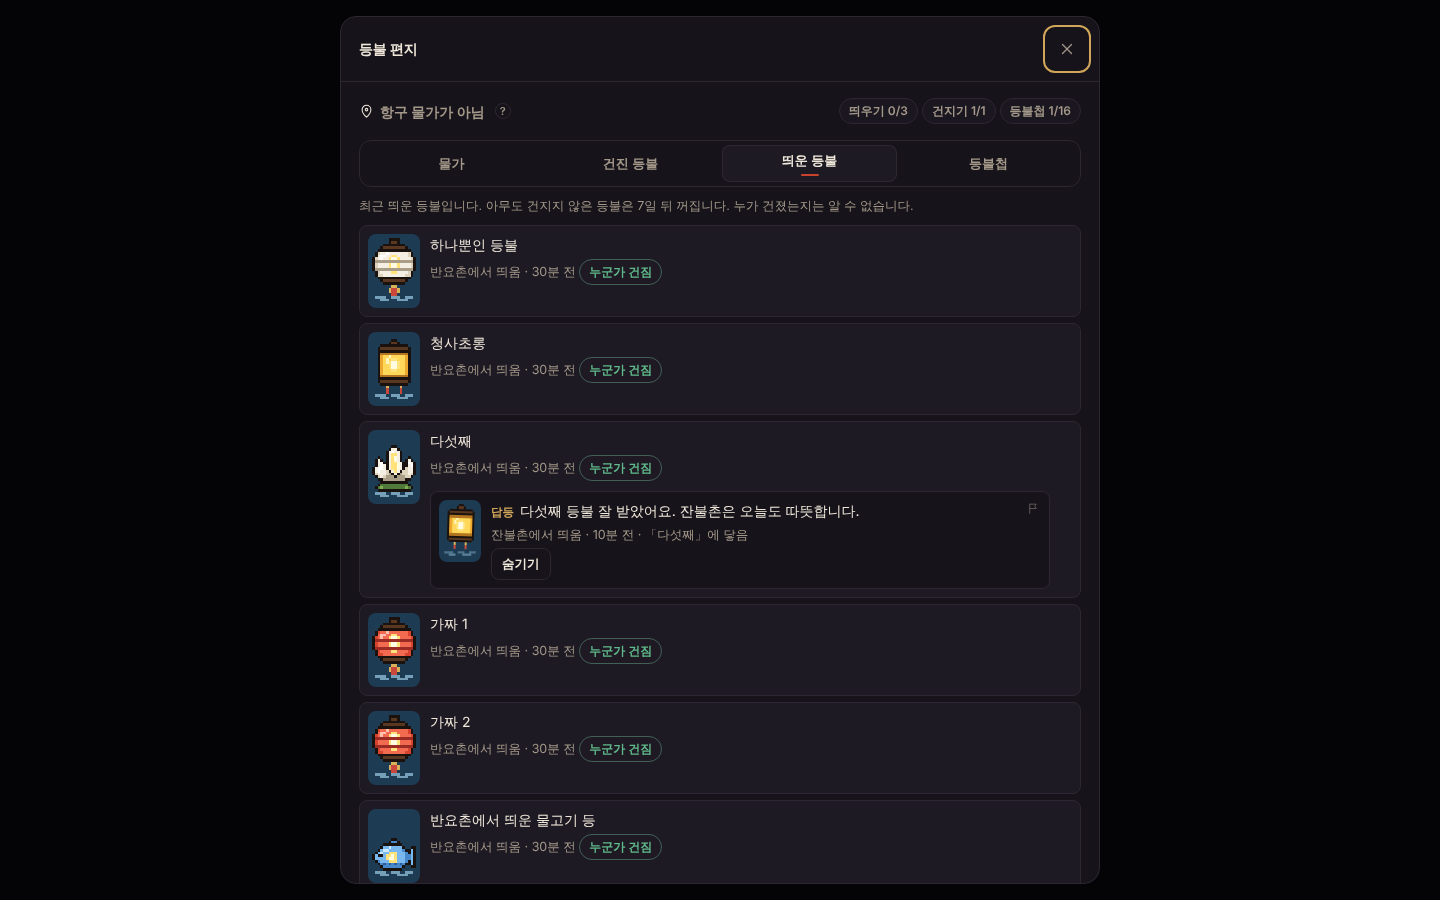 등불 편지
항구 물가가 아님 ?
띄우기 0/3 건지기 1/1 등불첩 1/16
물가 건진 등불 띄운 등불 등불첩
최근 띄운 등불입니다. 아무도 건지지 않은 등불은 7일 뒤 꺼집니다. 누가 건졌는지는 알 수 없습니다.
하나뿐인 등불
반요촌에서 띄움 · 30분 전 누군가 건짐
청사초롱
반요촌에서 띄움 · 30분 전 누군가 건짐
다섯째
반요촌에서 띄움 · 30분 전 누군가 건짐
답등 다섯째 등불 잘 받았어요. 잔불촌은 오늘도 따뜻합니다.
잔불촌에서 띄움 · 10분 전 · 「다섯째」에 닿음
숨기기
가짜 1
반요촌에서 띄움 · 30분 전 누군가 건짐
가짜 2
반요촌에서 띄움 · 30분 전 누군가 건짐
반요촌에서 띄운 물고기 등
반요촌에서 띄움 · 30분 전 누군가 건짐